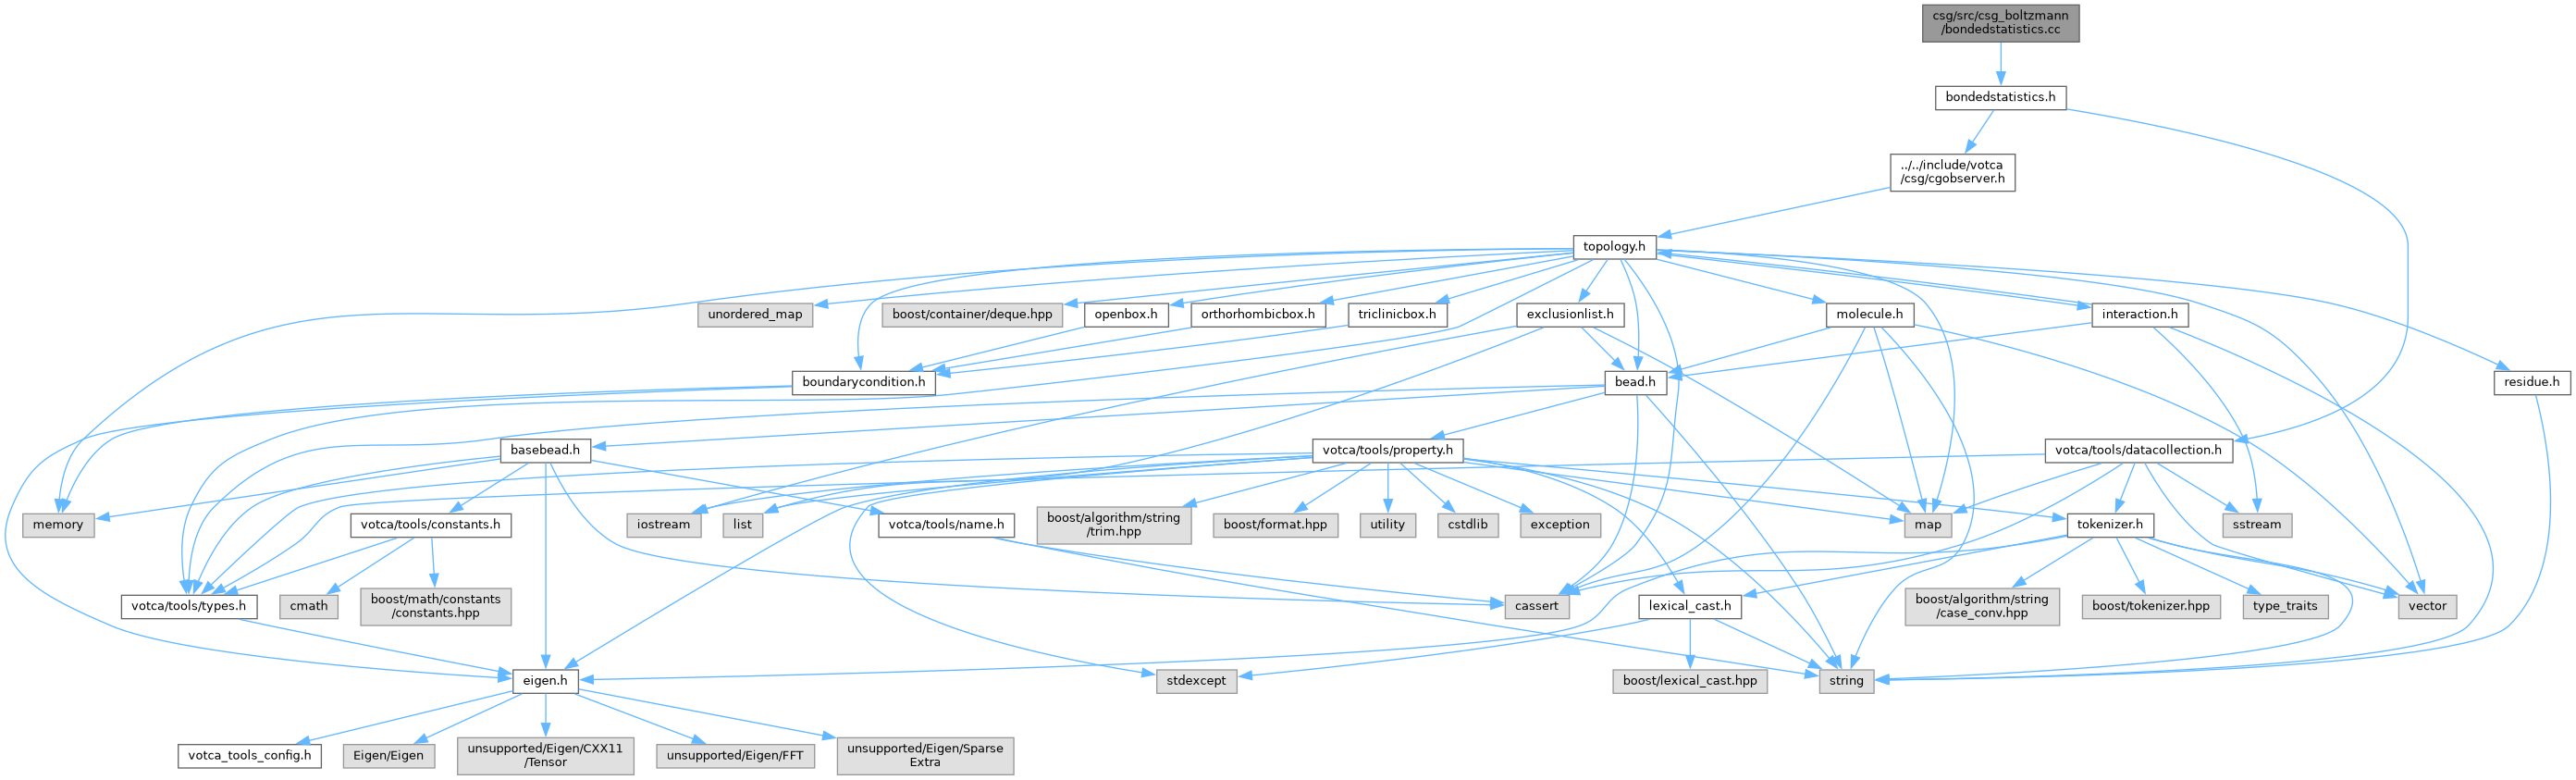 csg/src/csg_boltzmann
/bondedstatistics.cc
bondedstatistics.h
../../include/votca
/csg/cgobserver.h
topology.h
unordered_map
boost/container/deque.hpp
openbox.h
orthorhombicbox.h
triclinicbox.h
exclusionlist.h
molecule.h
interaction.h
boundarycondition.h
bead.h
residue.h
basebead.h
votca/tools/property.h
votca/tools/datacollection.h
memory
votca/tools/constants.h
iostream
list
votca/tools/name.h
boost/algorithm/string
/trim.hpp
boost/format.hpp
utility
cstdlib
exception
map
tokenizer.h
sstream
votca/tools/types.h
cmath
boost/math/constants
/constants.hpp
cassert
lexical_cast.h
boost/algorithm/string
/case_conv.hpp
boost/tokenizer.hpp
type_traits
vector
eigen.h
stdexcept
boost/lexical_cast.hpp
string
votca_tools_config.h
Eigen/Eigen
unsupported/Eigen/CXX11
/Tensor
unsupported/Eigen/FFT
unsupported/Eigen/Sparse
Extra